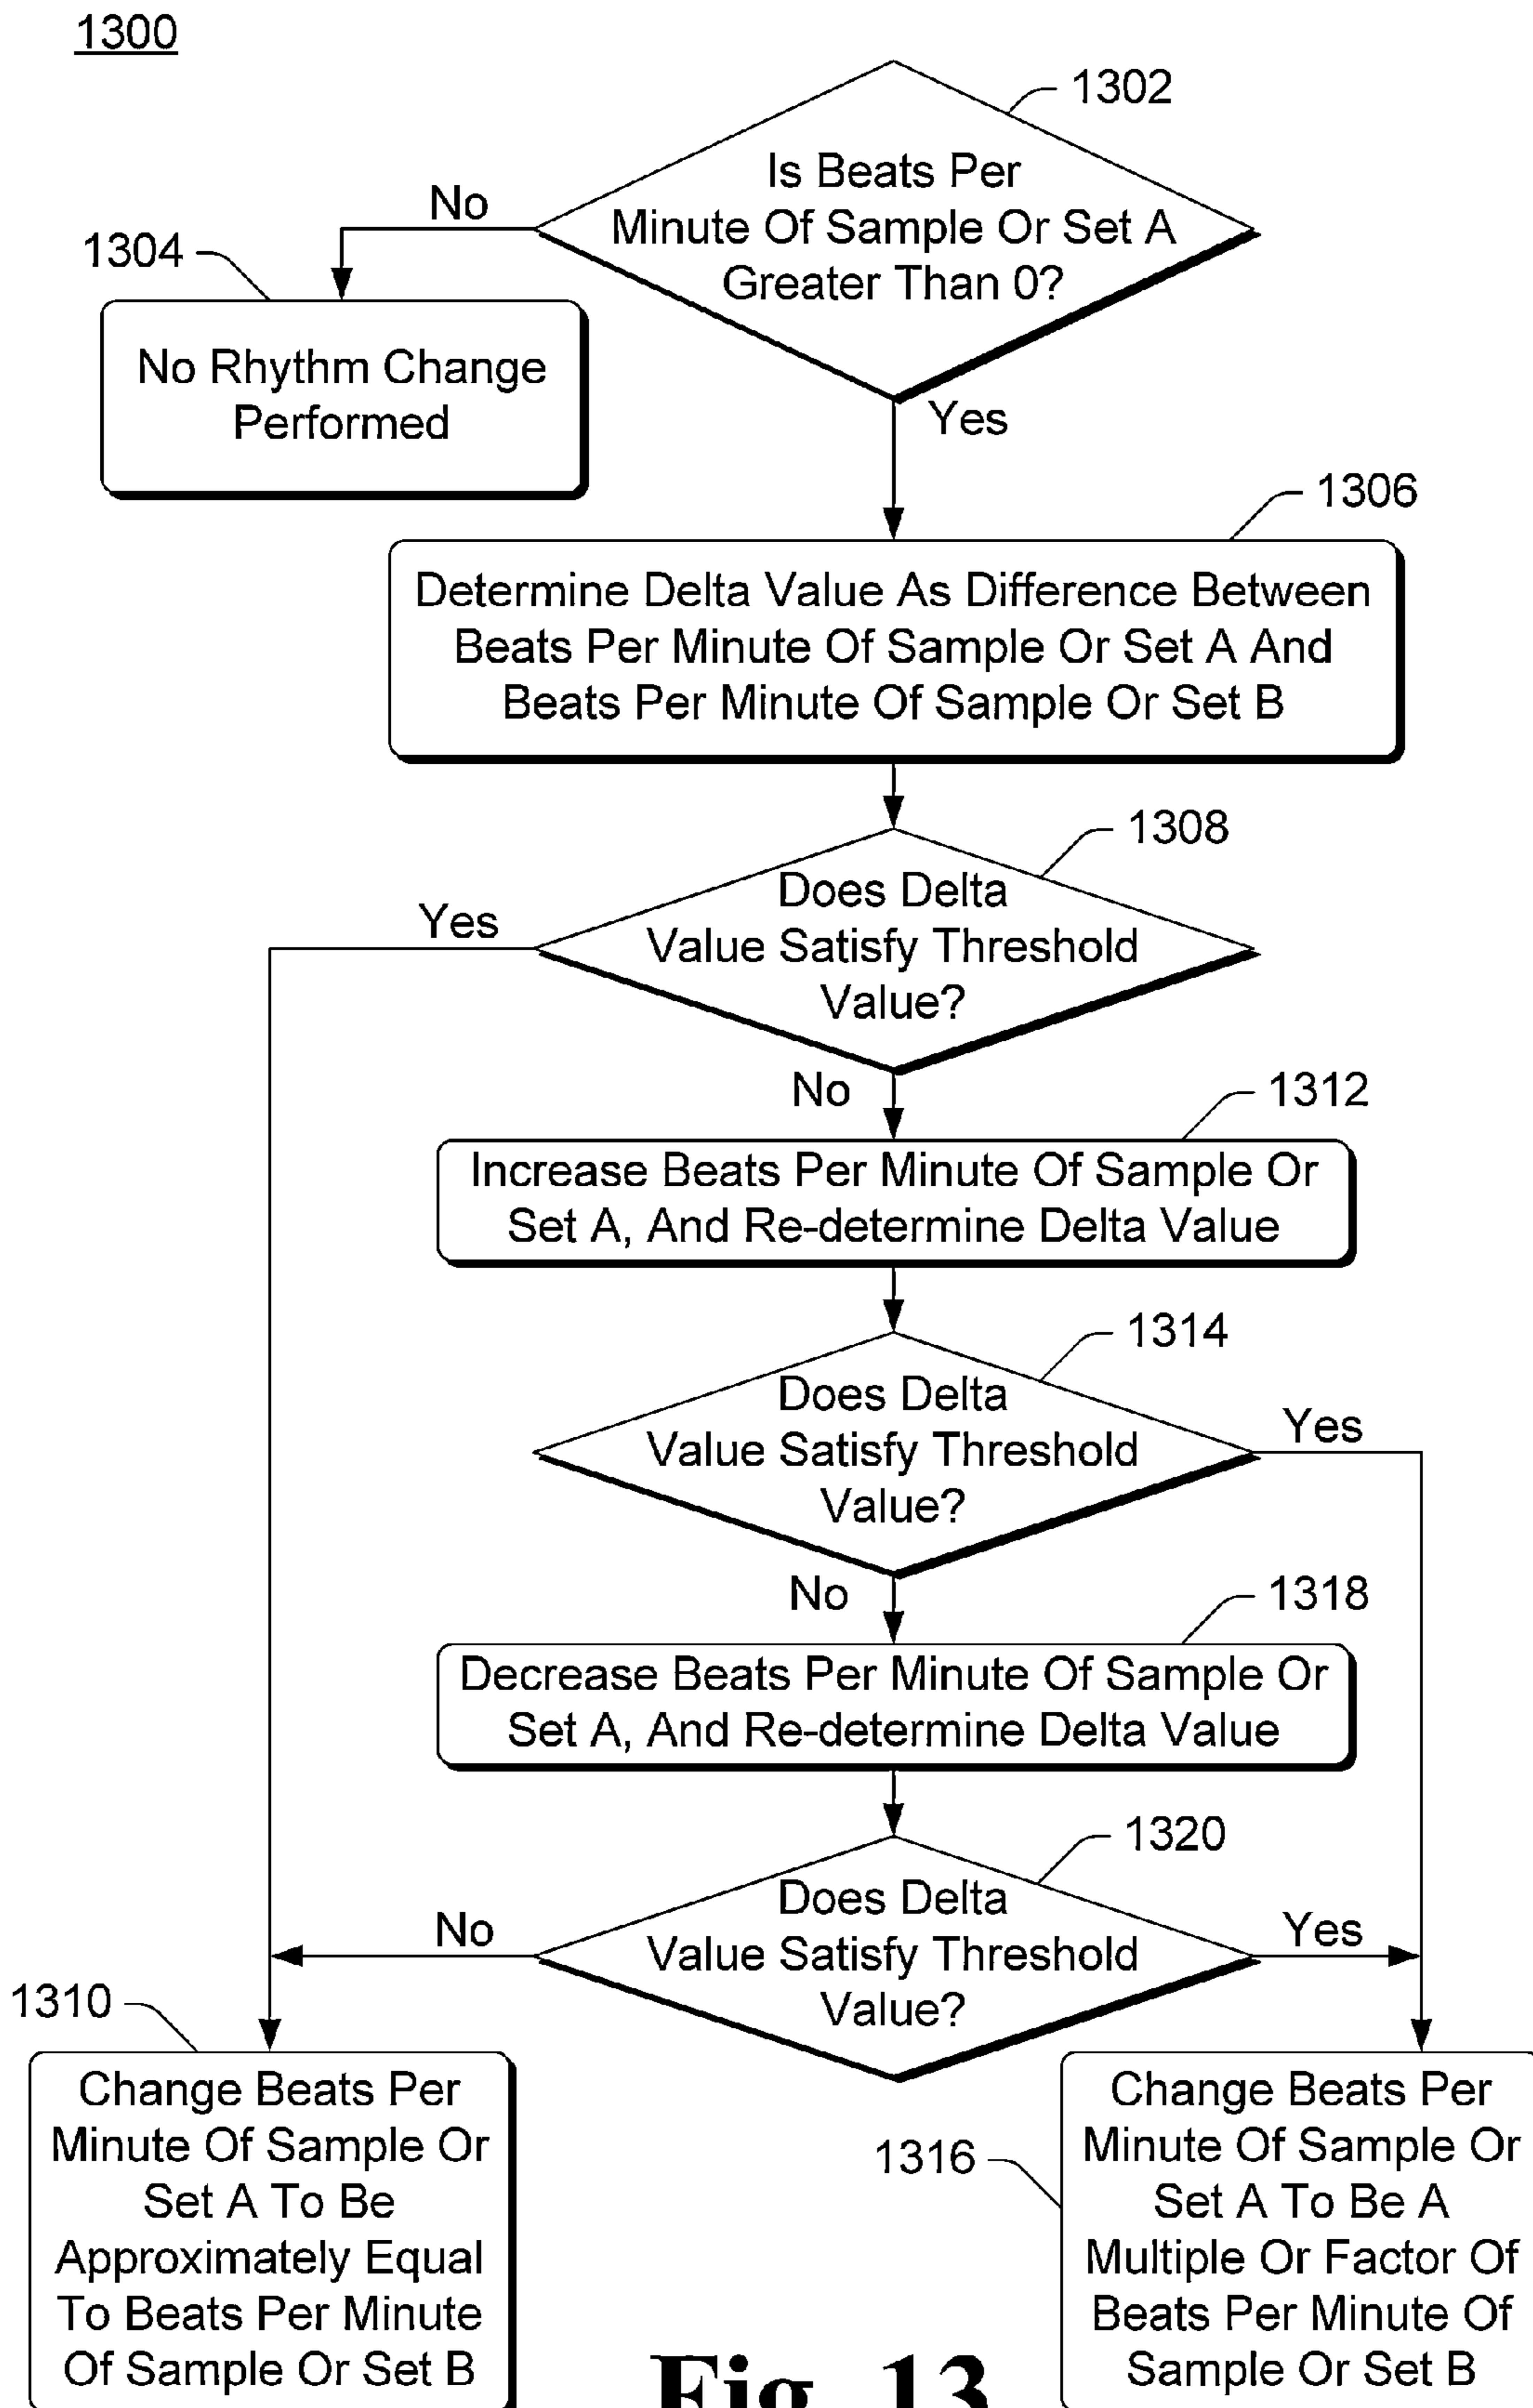 1300
1302
Is Beats Per
Minute Of Sample Or Set A
Greater Than 0?
No
1304
No Rhythm Change
Performed
Yes
1306
Determine Delta Value As Difference Between
Beats Per Minute Of Sample Or Set A And
Beats Per Minute Of Sample Or Set B
1308
Does Delta
Value Satisfy Threshold
Value?
Yes
No
1312
Increase Beats Per Minute Of Sample Or
Set A, And Re-determine Delta Value
1314
Does Delta
Value Satisfy Threshold
Value?
Yes
No
1318
Decrease Beats Per Minute Of Sample Or
Set A, And Re-determine Delta Value
1320
Does Delta
Value Satisfy Threshold
Value?
No
Yes
1310
Change Beats Per
Minute Of Sample Or
Set A To Be
Approximately Equal
To Beats Per Minute
Of Sample Or Set B
1316
Change Beats Per
Minute Of Sample Or
Set A To Be A
Multiple Or Factor Of
Beats Per Minute Of
Sample Or Set B
Fig. 13